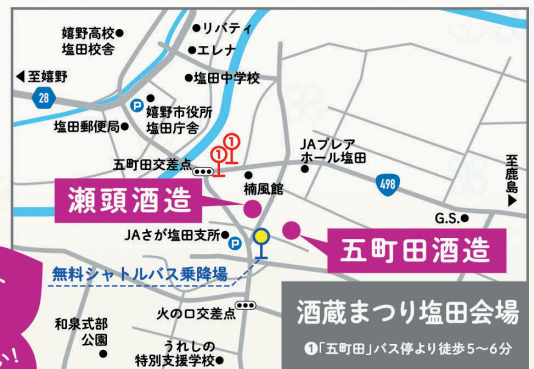 嬉野高校
塩田校舎
リバティ
エレナ
至嬉野
塩田中学校
28
P
嬉野市役所
塩田庁舎
塩田郵便局
五町田交差点
1
1
JAプレア
ホール塩田
楠風館
498
至鹿島
瀬頭酒造
G.S.
JAさが塩田支所
P
五町田酒造
無料シャトルバス乗降場
火の口交差点
和泉式部
公園
うれしの
特別支援学校
酒蔵まつり塩田会場
❶「五町田」バス停より徒歩5〜6分
い!